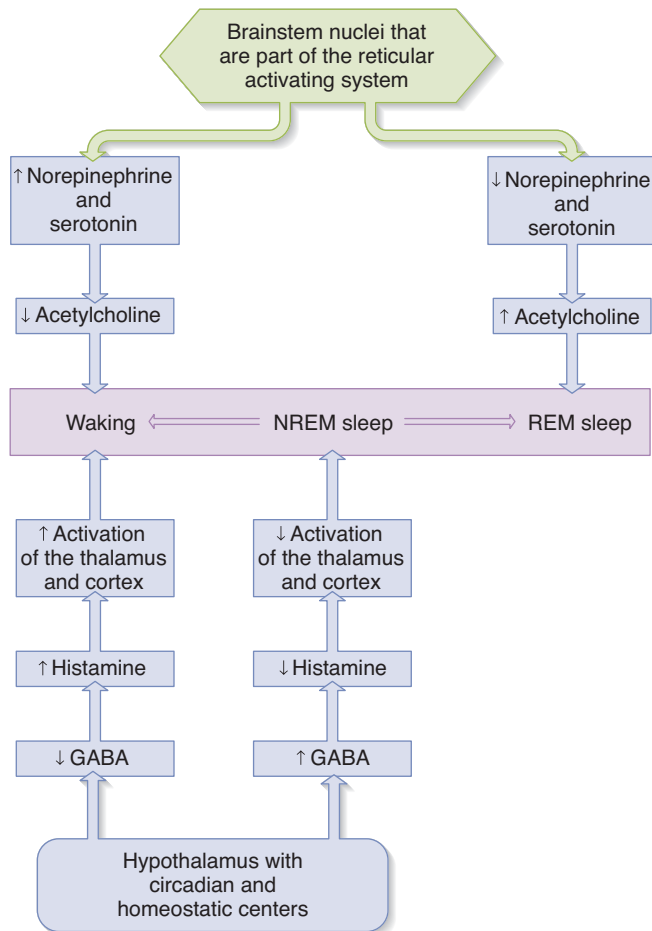 Brainstem nuclei that
are part of the reticular
activating system
↑ Norepinephrine
and
serotonin
↓ Norepinephrine
and
serotonin
↓ Acetylcholine
↑ Acetylcholine
Waking
NREM sleep
REM sleep
↑ Activation
of the thalamus
and cortex
↓ Activation
of the thalamus
and cortex
↑ Histamine
↓ Histamine
↓ GABA
↑ GABA
Hypothalamus with
circadian and
homeostatic centers